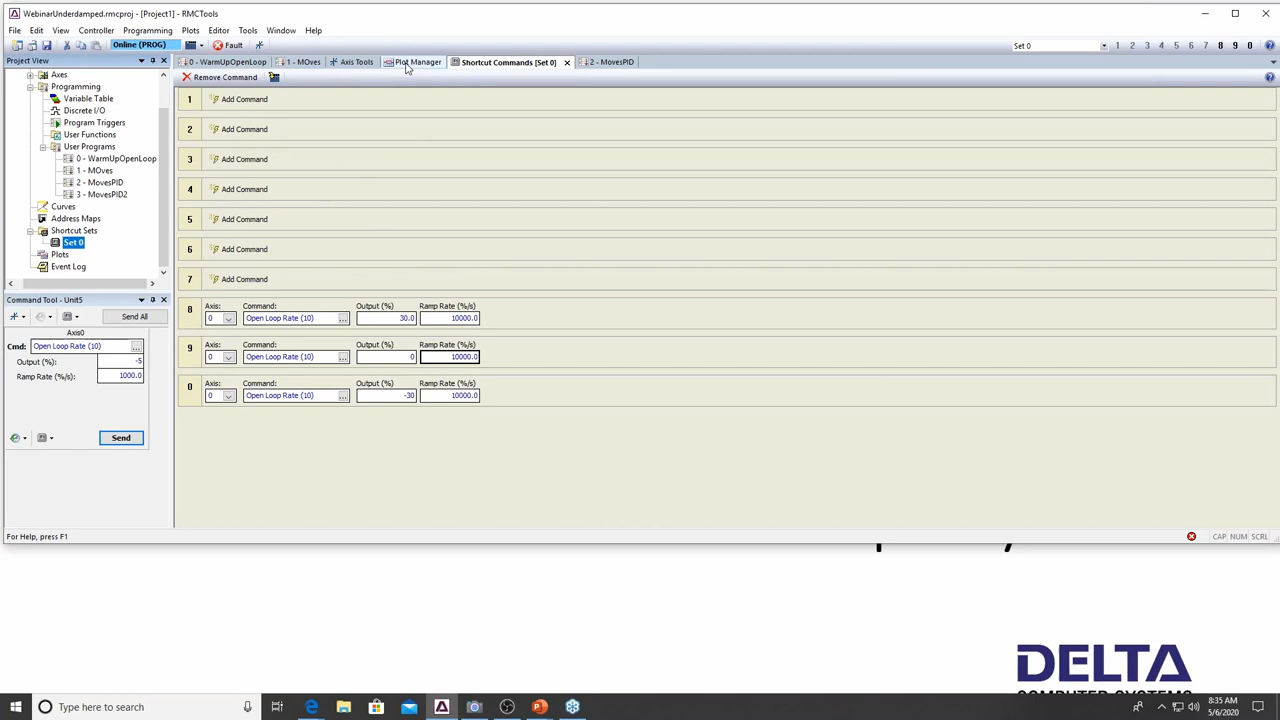 WebinarUnderdamped.rmcproj - [Project1] - RMCTools
File Edit View Controller Programming Plots Editor Tools Window Help
Online (PROG) Fault Set 0 1 2 3 4 5 6 7 8 9 0
Project View 0 - WarmUpOpenLoop 1 - MOves Axis Tools Plot Manager Shortcut Commands [Set 0] 2 - MovesPID
Remove Command
Axes
Programming
Variable Table
Discrete I/O
Program Triggers
User Functions
User Programs
0 - WarmUpOpenLoop
1 - MOves
2 - MovesPID
3 - MovesPID2
Curves
Address Maps
Shortcut Sets
Set 0
Plots
Event Log
1 Add Command
2 Add Command
3 Add Command
4 Add Command
5 Add Command
6 Add Command
7 Add Command
8 Axis: Command: Output (%) Ramp Rate (%/s)
0 Open Loop Rate (10) ... 30.0 10000.0
9 Axis: Command: Output (%) Ramp Rate (%/s)
0 Open Loop Rate (10) ... 0 10000.0
0 Axis: Command: Output (%) Ramp Rate (%/s)
0 Open Loop Rate (10) ... -30 10000.0
Command Tool - Unit5
Send All
Axis0
Cmd: Open Loop Rate (10) ...
Output (%): -5
Ramp Rate (%/s): 1000.0
Send
For Help, press F1 CAP NUM SCRL
DELTA
COMPUTER SYSTEMS
Type here to search
8:35 AM
5/6/2020